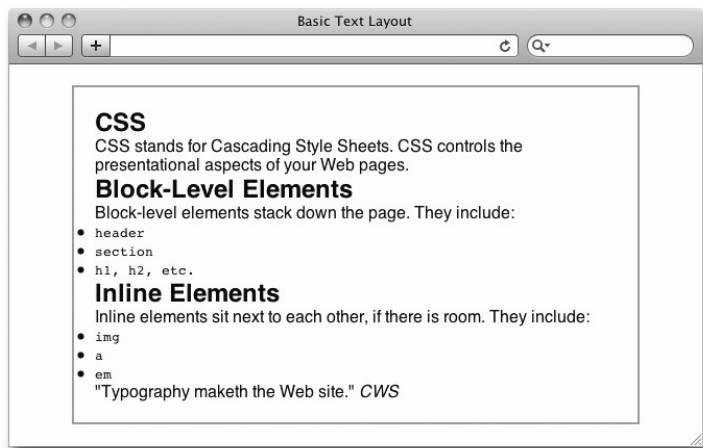 Basic Text Layout
CSS
CSS stands for Cascading Style Sheets. CSS controls the
presentational aspects of your Web pages.
Block-Level Elements
Block-level elements stack down the page. They include:
• header
• section
• h1, h2, etc.
Inline Elements
Inline elements sit next to each other, if there is room. They include:
• img
• a
• em
"Typography maketh the Web site." CWS